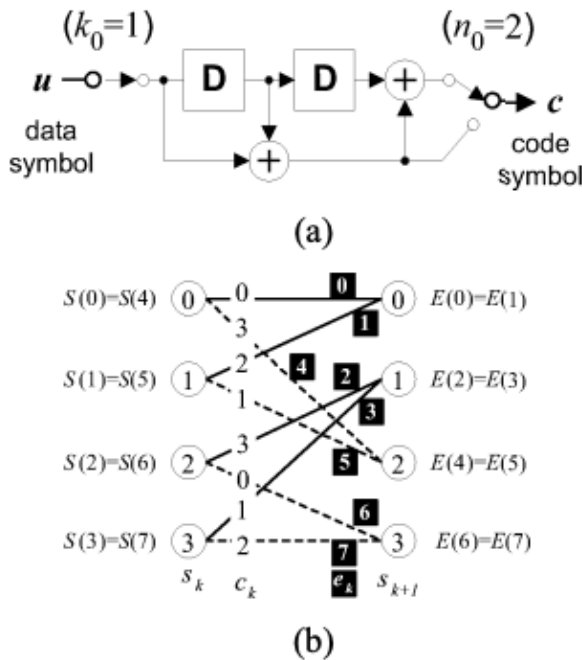 (k₀=1) (n₀=2)
u D D + c
data symbol + code symbol
(a)
S(0)=S(4) 0 0 0 0 E(0)=E(1)
3 1
4
S(1)=S(5) 1 2 2 1 E(2)=E(3)
1 3
S(2)=S(6) 2 3 5 2 E(4)=E(5)
0 6
1
S(3)=S(7) 3 2 7 3 E(6)=E(7)
sₖ cₖ eₖ sₖ₊₁
(b)